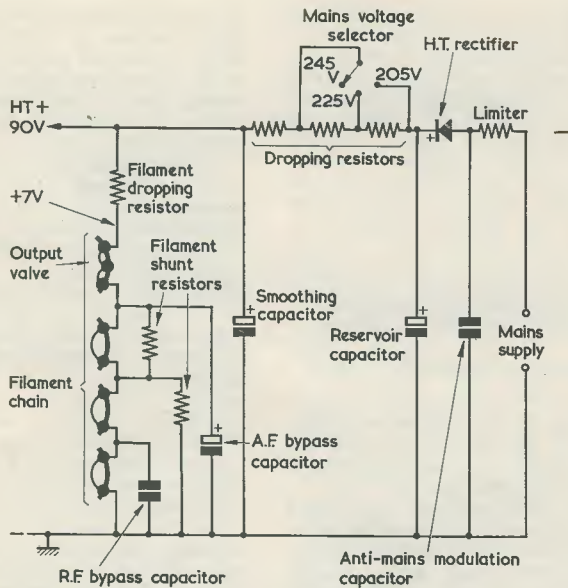 Mains voltage
selector
H.T. rectifier
245
V
205V
225V
Limiter
HT+
90V
Dropping resistors
Filament
dropping
resistor
+7V
Output
valve
Filament
shunt
resistors
Smoothing
capacitor
Reservoir
capacitor
Mains
supply
Filament
chain
A.F. bypass
capacitor
R.F. bypass capacitor
Anti-mains modulation
capacitor
+
+
+
+